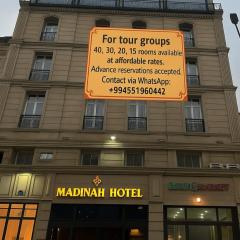 For tour groups
40, 30, 20, 15 rooms available
at affordable rates.
Advance reservations accepted.
Contact via WhatsApp:
+994551960442
MADINAH HOTEL